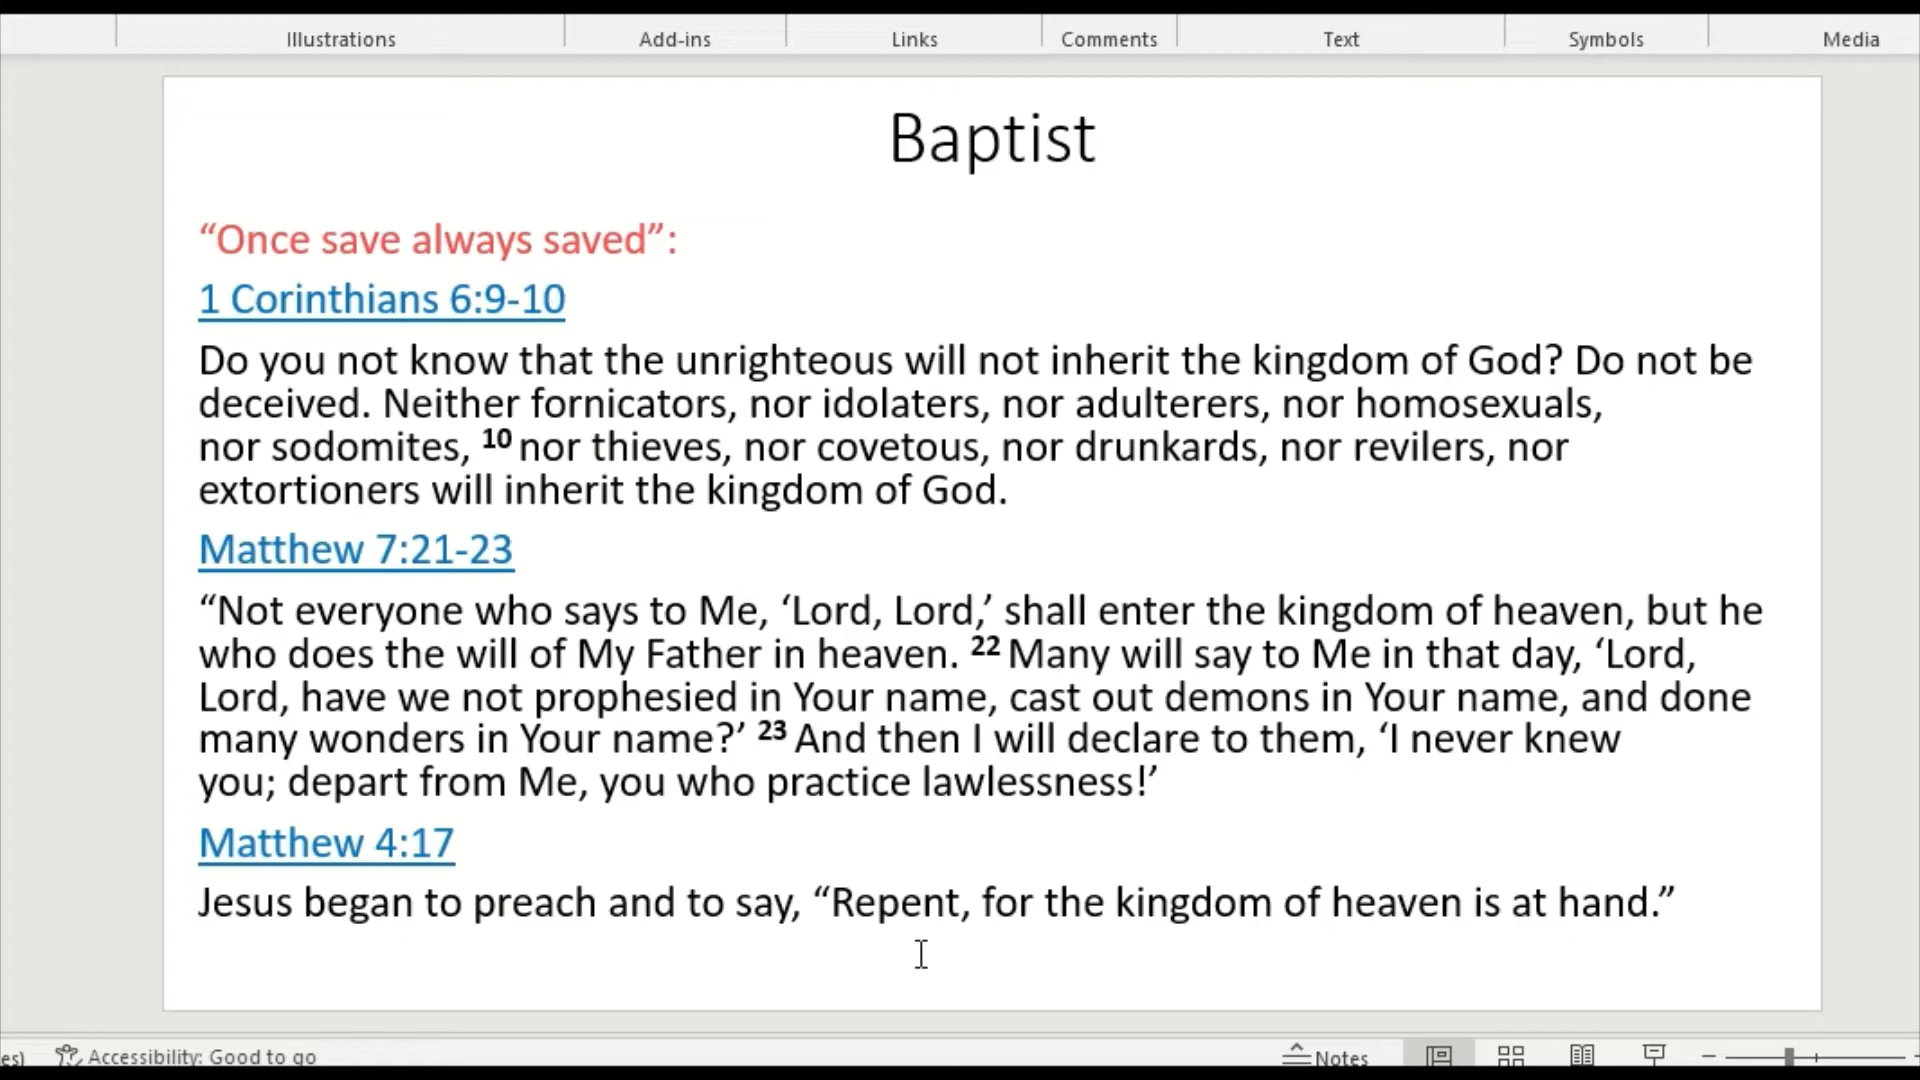 Illustrations Add-ins Links Comments Text Symbols Media
Baptist
“Once save always saved”:
1 Corinthians 6:9-10
Do you not know that the unrighteous will not inherit the kingdom of God? Do not be
deceived. Neither fornicators, nor idolaters, nor adulterers, nor homosexuals,
nor sodomites, 10 nor thieves, nor covetous, nor drunkards, nor revilers, nor
extortioners will inherit the kingdom of God.
Matthew 7:21-23
“Not everyone who says to Me, ‘Lord, Lord,’ shall enter the kingdom of heaven, but he
who does the will of My Father in heaven. 22 Many will say to Me in that day, ‘Lord,
Lord, have we not prophesied in Your name, cast out demons in Your name, and done
many wonders in Your name?’ 23 And then I will declare to them, ‘I never knew
you; depart from Me, you who practice lawlessness!’
Matthew 4:17
Jesus began to preach and to say, “Repent, for the kingdom of heaven is at hand.”
es) Accessibility: Good to go Notes